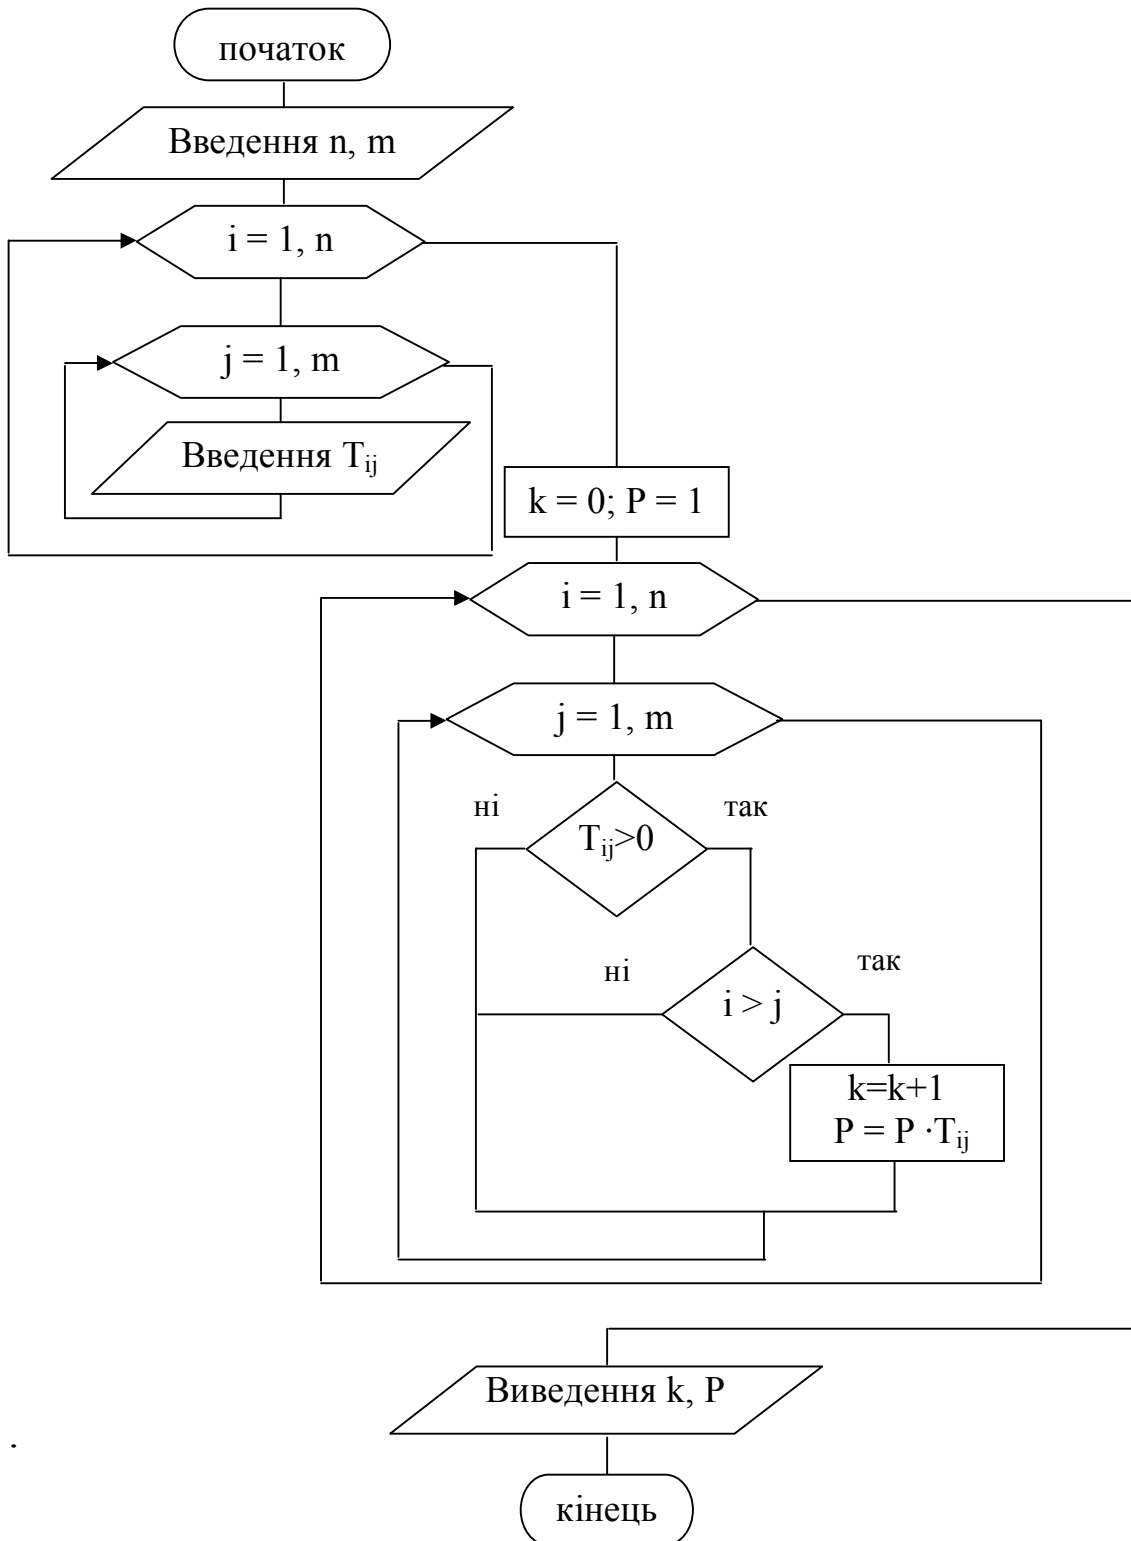 початок
Введення n, m
i = 1, n
j = 1, m
Введення Tij
k = 0; P = 1
i = 1, n
j = 1, m
ні
так
Tij>0
ні
так
i > j
k=k+1
P = P ·Tij
Виведення k, P
.
кінець